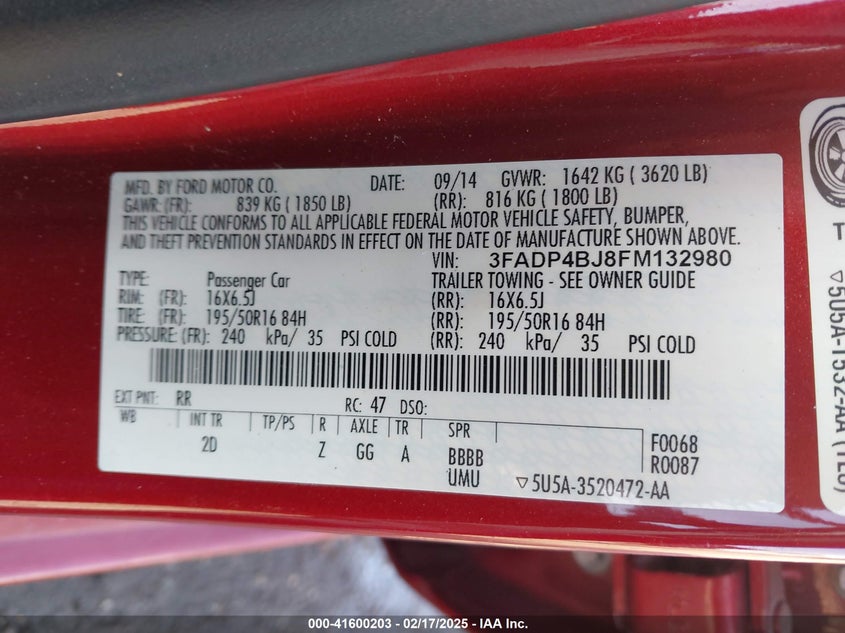 MFD. BY FORD MOTOR CO. DATE: 09/14 GVWR: 1642 KG ( 3620 LB)
GAWR: (FR): 839 KG ( 1850 LB) (RR): 816 KG ( 1800 LB)
THIS VEHICLE CONFORMS TO ALL APPLICABLE FEDERAL MOTOR VEHICLE SAFETY, BUMPER,
AND THEFT PREVENTION STANDARDS IN EFFECT ON THE DATE OF MANUFACTURE SHOWN ABOVE.
VIN: 3FADP4BJ8FM132980
TYPE: Passenger Car TRAILER TOWING - SEE OWNER GUIDE
RIM: (FR): 16X6.5J (RR): 16X6.5J
TIRE: (FR): 195/50R16 84H (RR): 195/50R16 84H
PRESSURE: (FR): 240 kPa/ 35 PSI COLD (RR): 240 kPa/ 35 PSI COLD
EXT PNT: RR RC: 47 DSO:
WB INT TR TP/PS R AXLE TR SPR
2D Z GG A BBBB F0068
UMU R0087
▽5U5A-3520472-AA
▽5U5A-1532-AA (TEG)
000-41600203 - 02/17/2025 - IAA Inc.